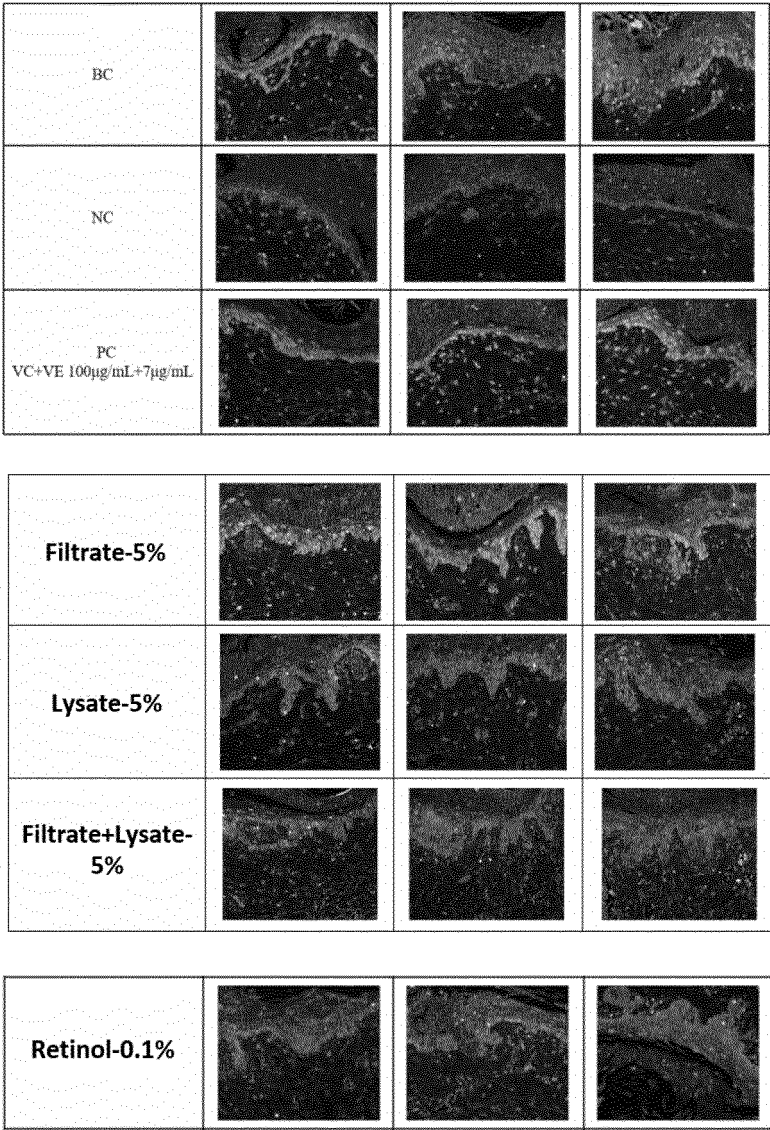 BC
NC
PC
VC+VE 100μg/mL+7μg/mL
Filtrate-5%
Lysate-5%
Filtrate+Lysate-
5%
Retinol-0.1%